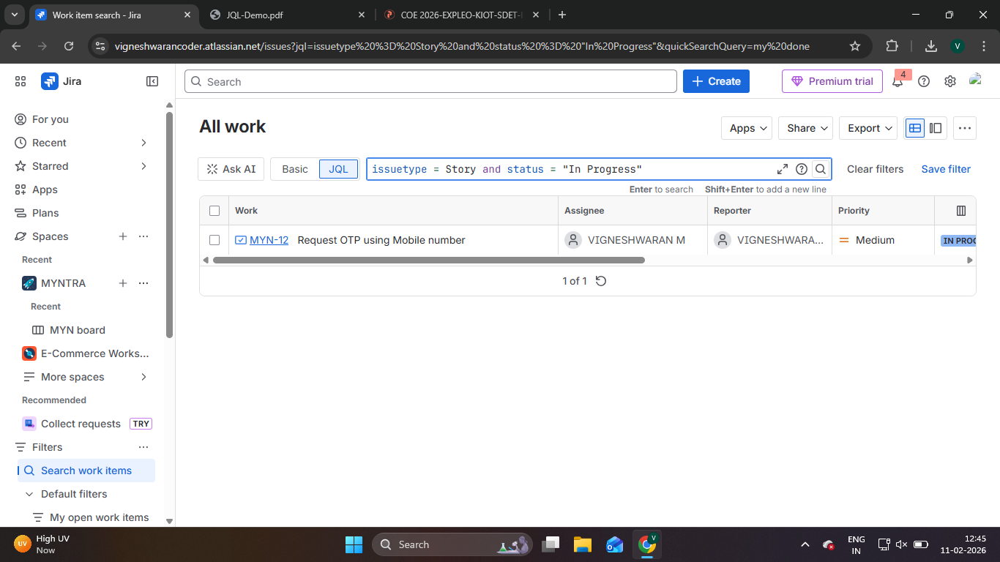 Work item search - Jira
JQL-Demo.pdf
COE 2026-EXPLEO-KIOT-SDET-
vigneshwarancoder.atlassian.net/issues?jql=issuetype%20%3D%20Story%20and%20status%20%3D%20"In%20Progress"&quickSearchQuery=my%20done
V
Jira
Search
Create
Premium trial
4
For you
Recent
Starred
Apps
Plans
Spaces
Recent
MYNTRA
Recent
MYN board
E-Commerce Works...
More spaces
Recommended
Collect requests TRY
Filters
Search work items
Default filters
My open work items
All work
Apps
Share
Export
Ask AI
Basic
JQL
issuetype = Story and status = "In Progress"
Clear filters
Save filter
Enter to search Shift+Enter to add a new line
Work Assignee Reporter Priority
MYN-12 Request OTP using Mobile number VIGNESHWARAN M VIGNESHWARA... Medium IN PROG
1 of 1
UV
High UV
Now
Search
V
ENG
IN
12:45
11-02-2026